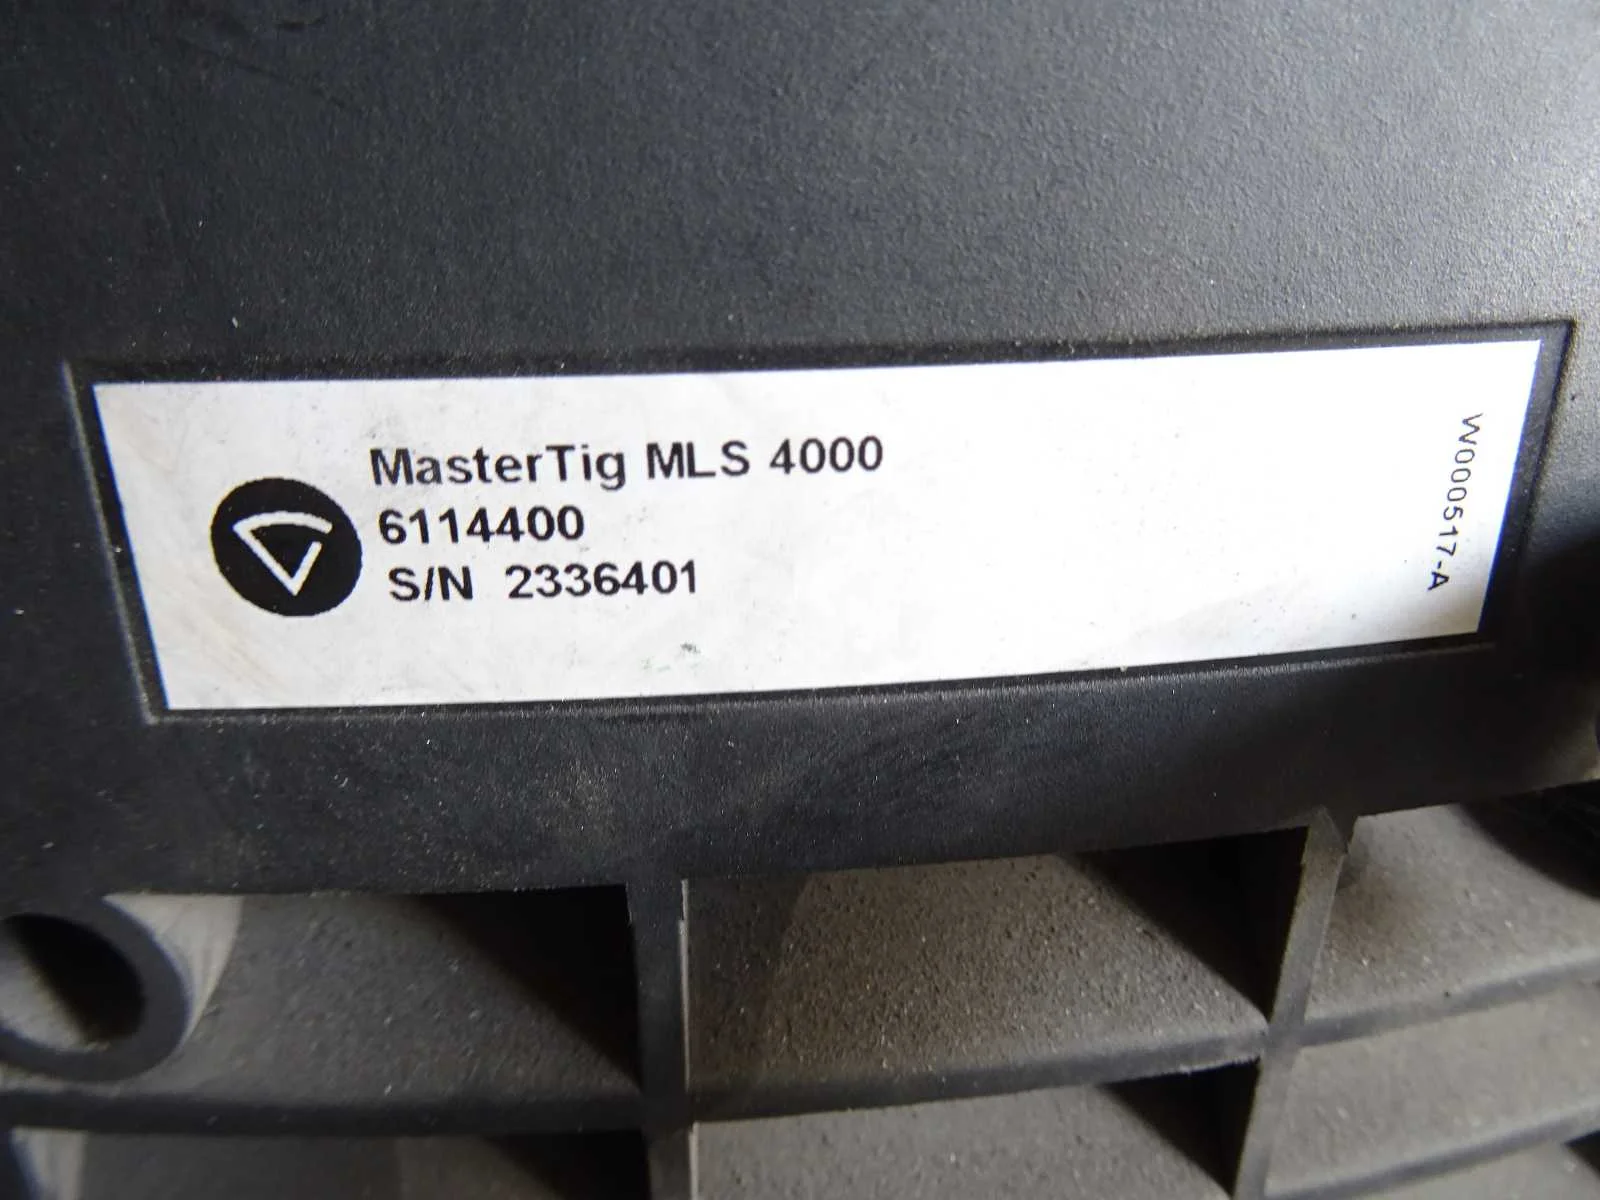 MasterTig MLS 4000
6114400
S/N 2336401
W000517-A